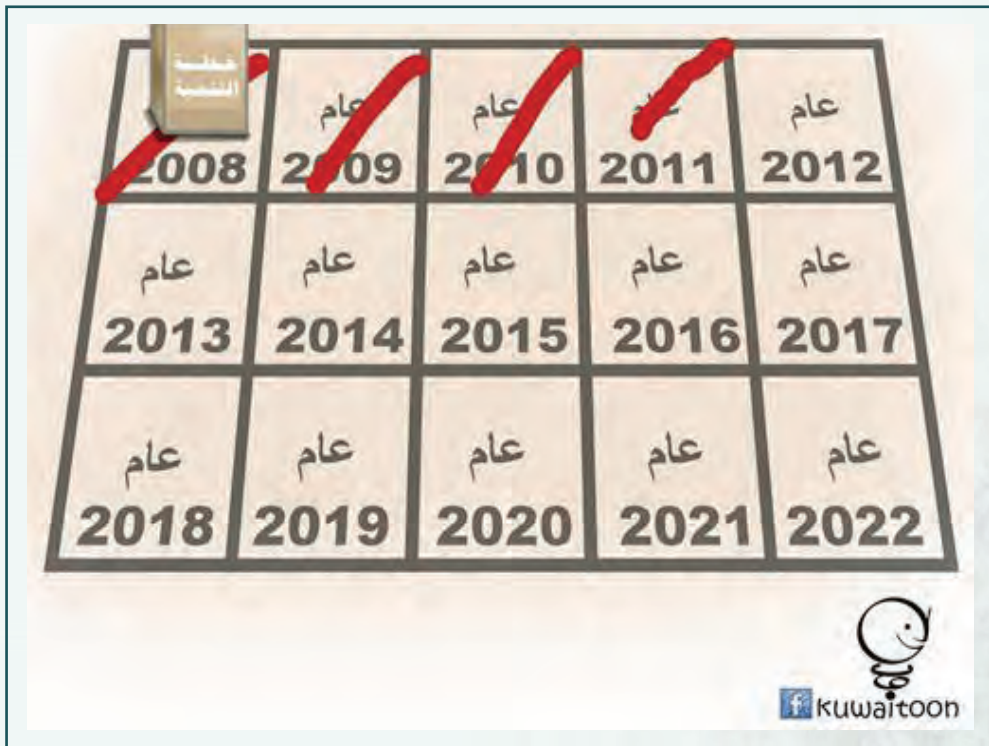 خطة
التنمية
2008
عام
2009
عام
2010
عام
2011
عام
2012
عام
2013
عام
2014
عام
2015
عام
2016
عام
2017
عام
2018
عام
2019
عام
2020
عام
2021
عام
2022
f kuwaitoon